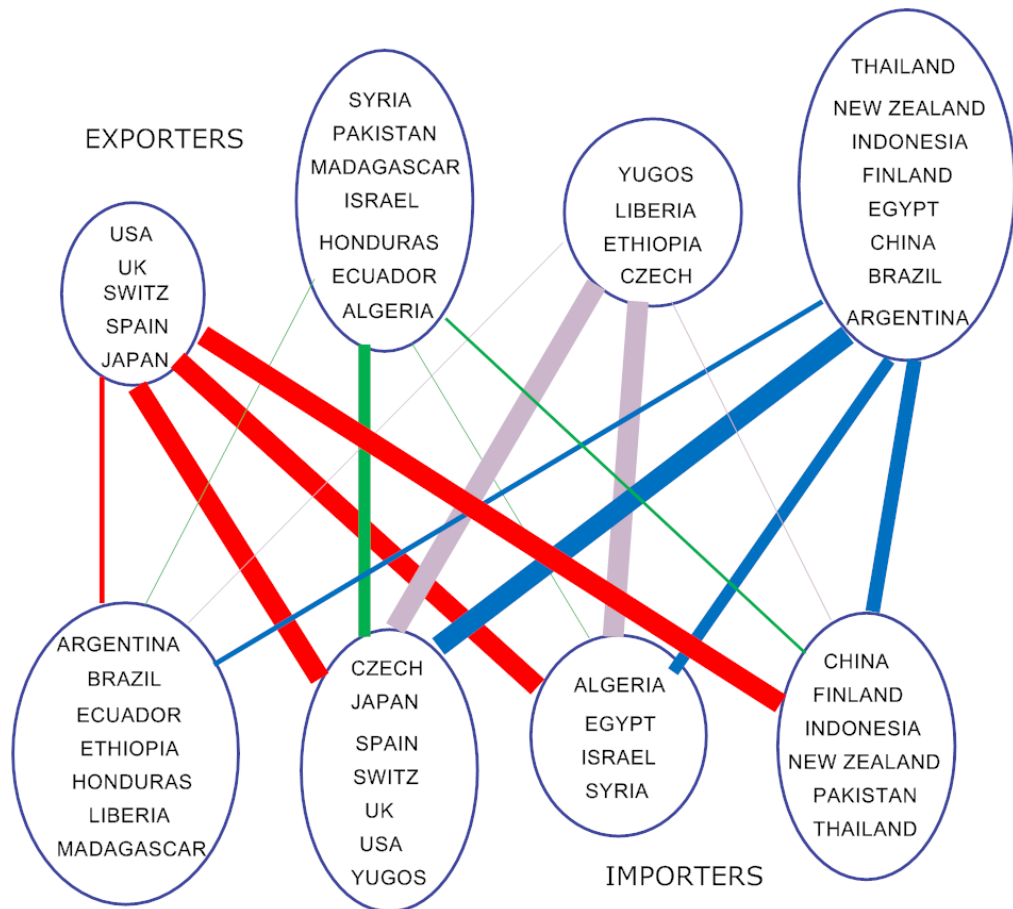 EXPORTERS
USA
UK
SWITZ
SPAIN
JAPAN
SYRIA
PAKISTAN
MADAGASCAR
ISRAEL
HONDURAS
ECUADOR
ALGERIA
YUGOS
LIBERIA
ETHIOPIA
CZECH
THAILAND
NEW ZEALAND
INDONESIA
FINLAND
EGYPT
CHINA
BRAZIL
ARGENTINA
ARGENTINA
BRAZIL
ECUADOR
ETHIOPIA
HONDURAS
LIBERIA
MADAGASCAR
CZECH
JAPAN
SPAIN
SWITZ
UK
USA
YUGOS
ALGERIA
EGYPT
ISRAEL
SYRIA
CHINA
FINLAND
INDONESIA
NEW ZEALAND
PAKISTAN
THAILAND
IMPORTERS